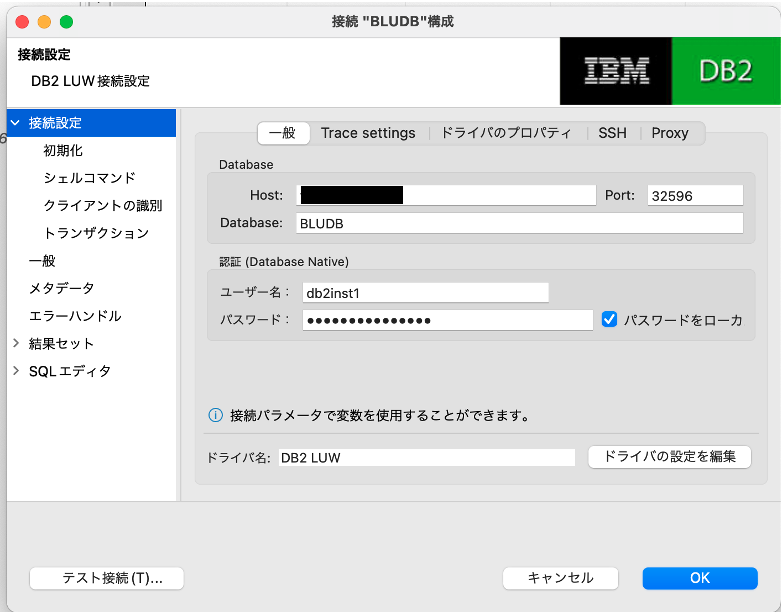 接続 "BLUDB"構成
接続設定
DB2 LUW 接続設定
IBM
DB2
接続設定
初期化
シェルコマンド
クライアントの識別
トランザクション
一般
メタデータ
エラーハンドル
結果セット
SQL エディタ
一般 Trace settings ドライバのプロパティ SSH Proxy
Database
Host: Port: 32596
Database: BLUDB
認証 (Database Native)
ユーザー名: db2inst1
パスワード: ●●●●●●●●●●●●●●● パスワードをローカ
接続パラメータで変数を使用することができます。
ドライバ名: DB2 LUW ドライバの設定を編集
テスト接続(T)... キャンセル OK